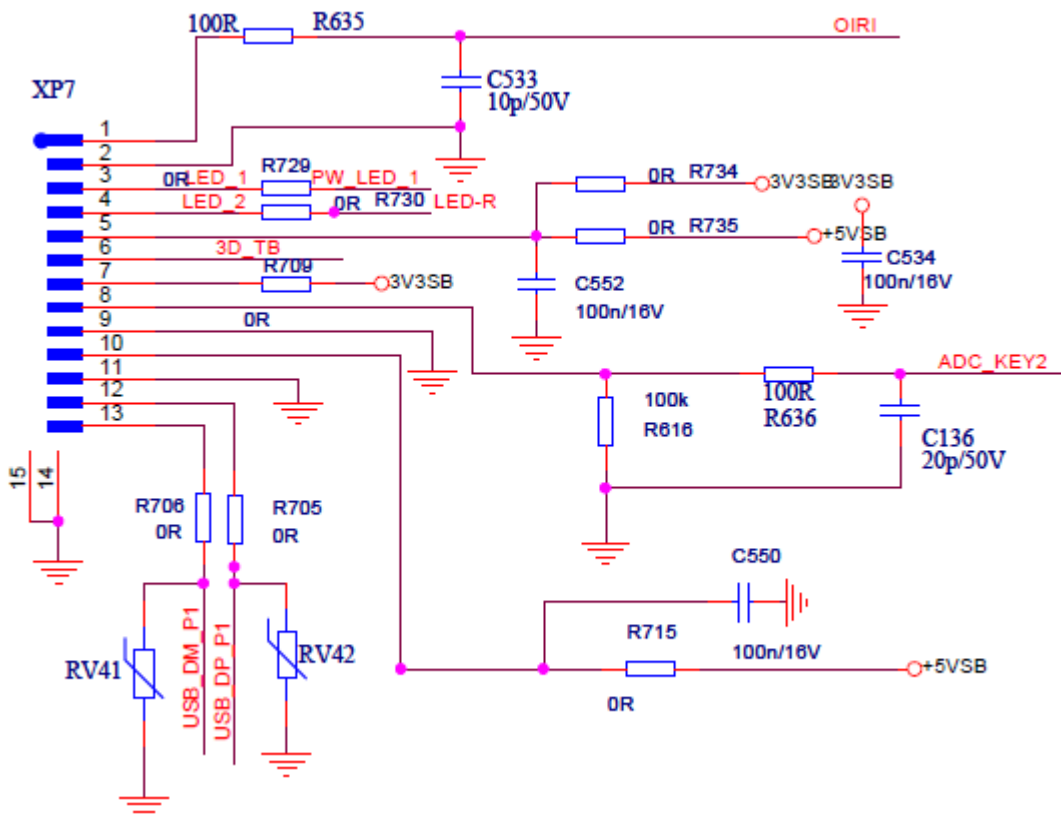 100R R635 OIRI
XP7
C533
10p/50V
1
2
3
4
5
6
7
8
9
10
11
12
13
0R LED_1 R729 PW_LED_1
LED_2 0R R730 LED-R
0R R734 3V3SB 3V3SB
0R R735 +5VSB
3D_TB
R709 3V3SB
0R
C552
100n/16V
C534
100n/16V
ADC_KEY2
100k
R616
100R
R636
C136
20p/50V
15
14
R706
0R
R705
0R
RV41
USB_DM_P1
USB_DP_P1
RV42
C550
100n/16V
R715
0R
+5VSB